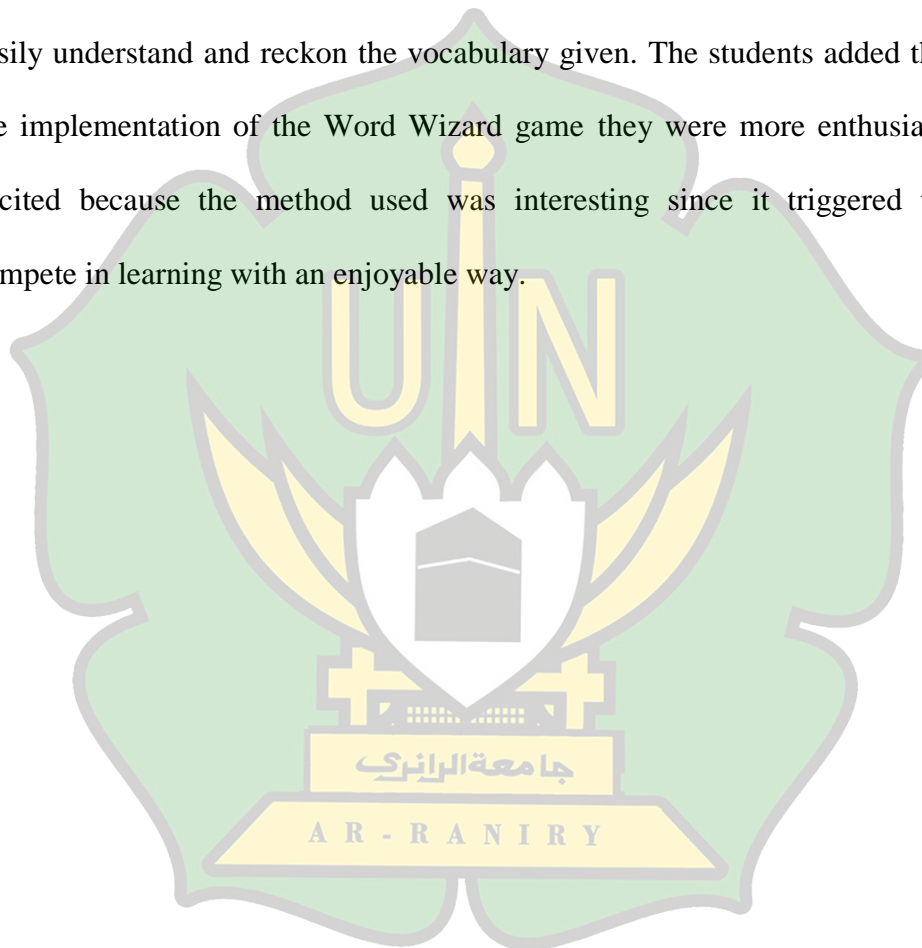 sily understand and reckon the vocabulary given. The students added th
e implementation of the Word Wizard game they were more enthusia
cited because the method used was interesting since it triggered t
mpete in learning with an enjoyable way.
UIN
جامعة الرانري
AR-RANIRY